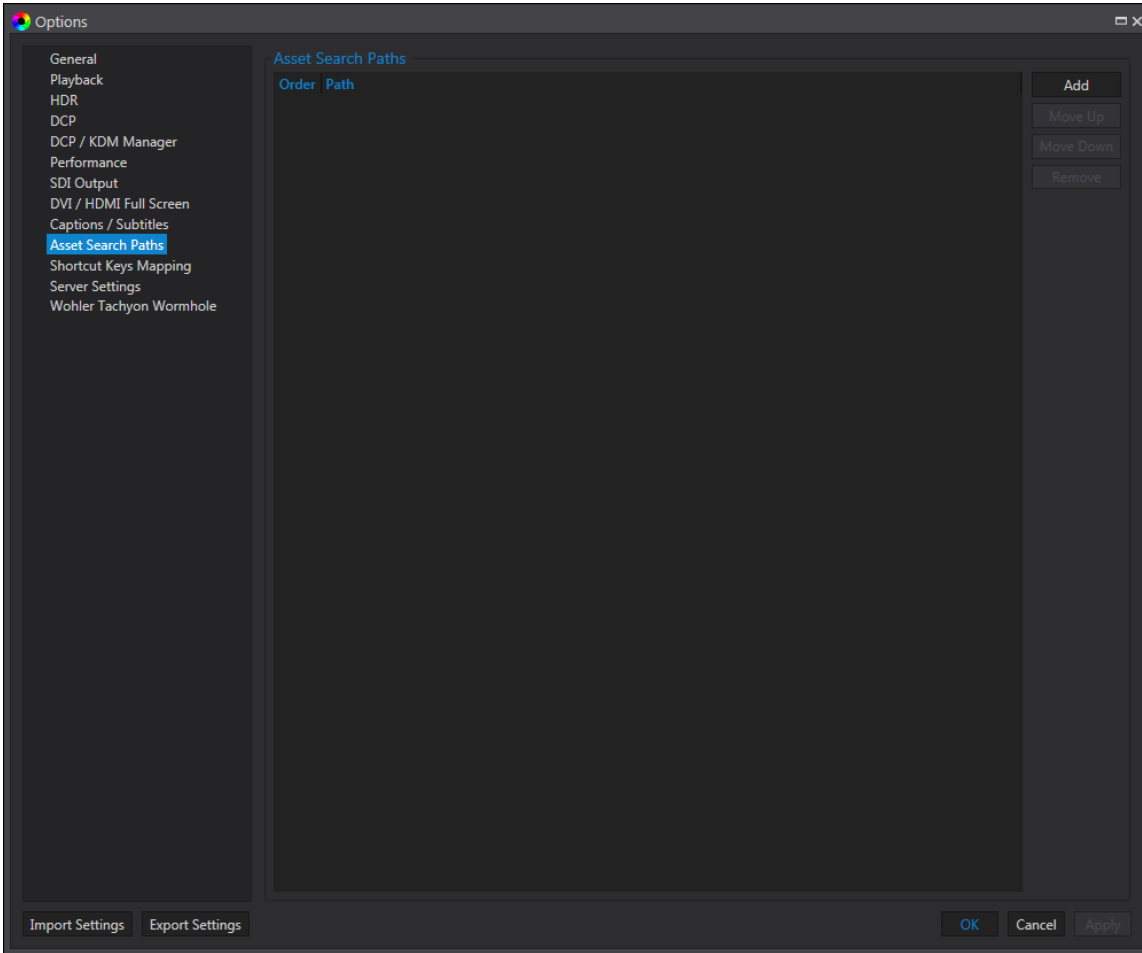 Options
General
Playback
HDR
DCP
DCP / KDM Manager
Performance
SDI Output
DVI / HDMI Full Screen
Captions / Subtitles
Asset Search Paths
Shortcut Keys Mapping
Server Settings
Wohler Tachyon Wormhole
Asset Search Paths
Order Path
Add
Move Up
Move Down
Remove
Import Settings Export Settings
OK Cancel Apply